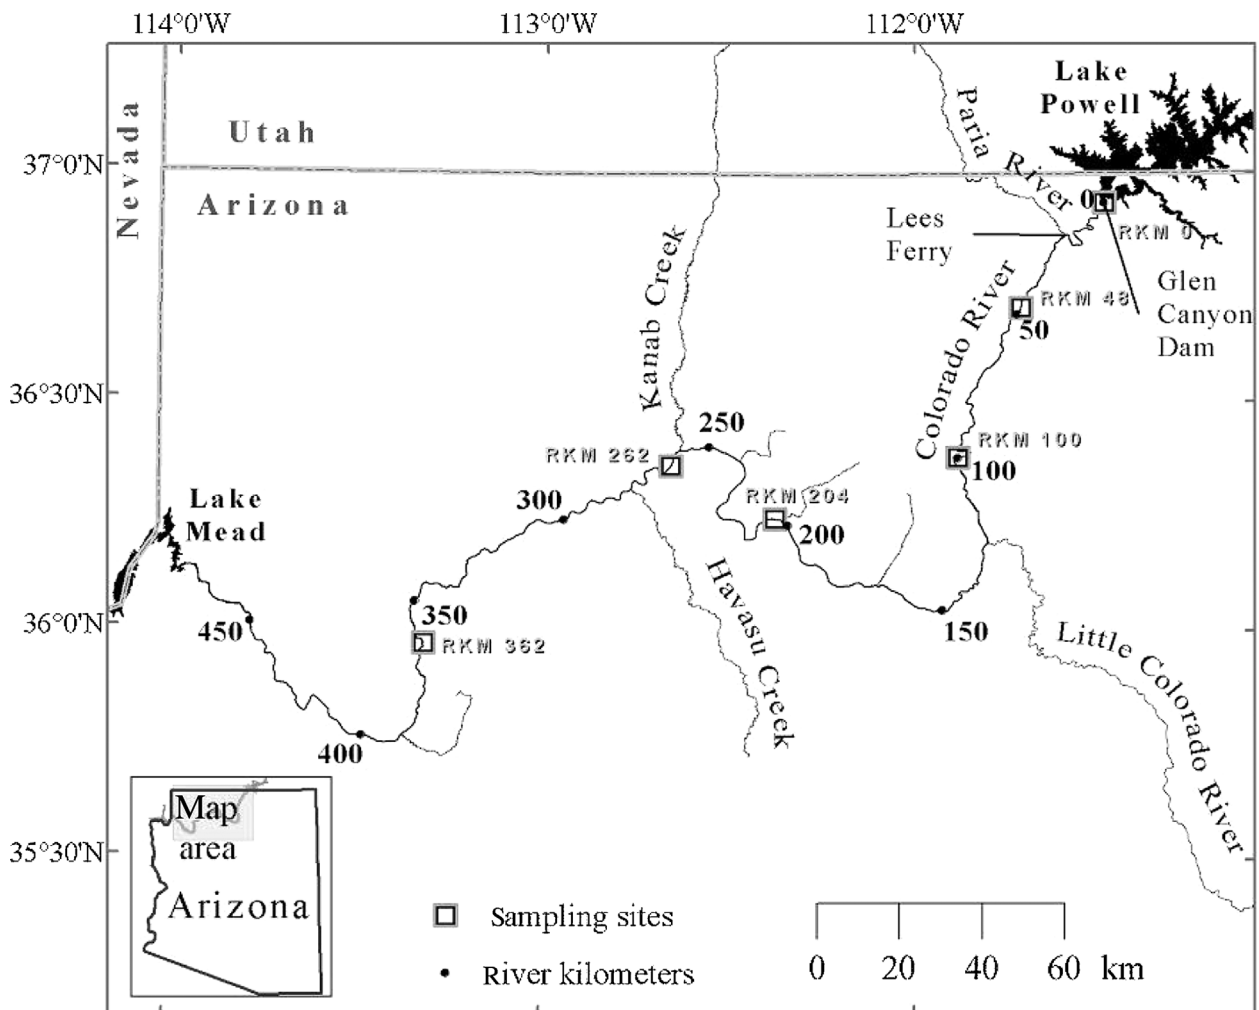 114°0'W 113°0'W 112°0'W
Lake
Powell
Paria River
Nevada
Utah
37°0'N
Arizona
0
RKM 0
Lees
Ferry
Glen
Canyon
Dam
Kanab Creek
Colorado River
RKM 48
50
36°30'N
250
RKM 100
100
RKM 262
300
RKM 204
200
Lake
Mead
Havasu Creek
36°0'N
350
450
RKM 362
150
Little Colorado River
400
Map
area
Arizona
35°30'N
Sampling sites
River kilometers
0 20 40 60 km